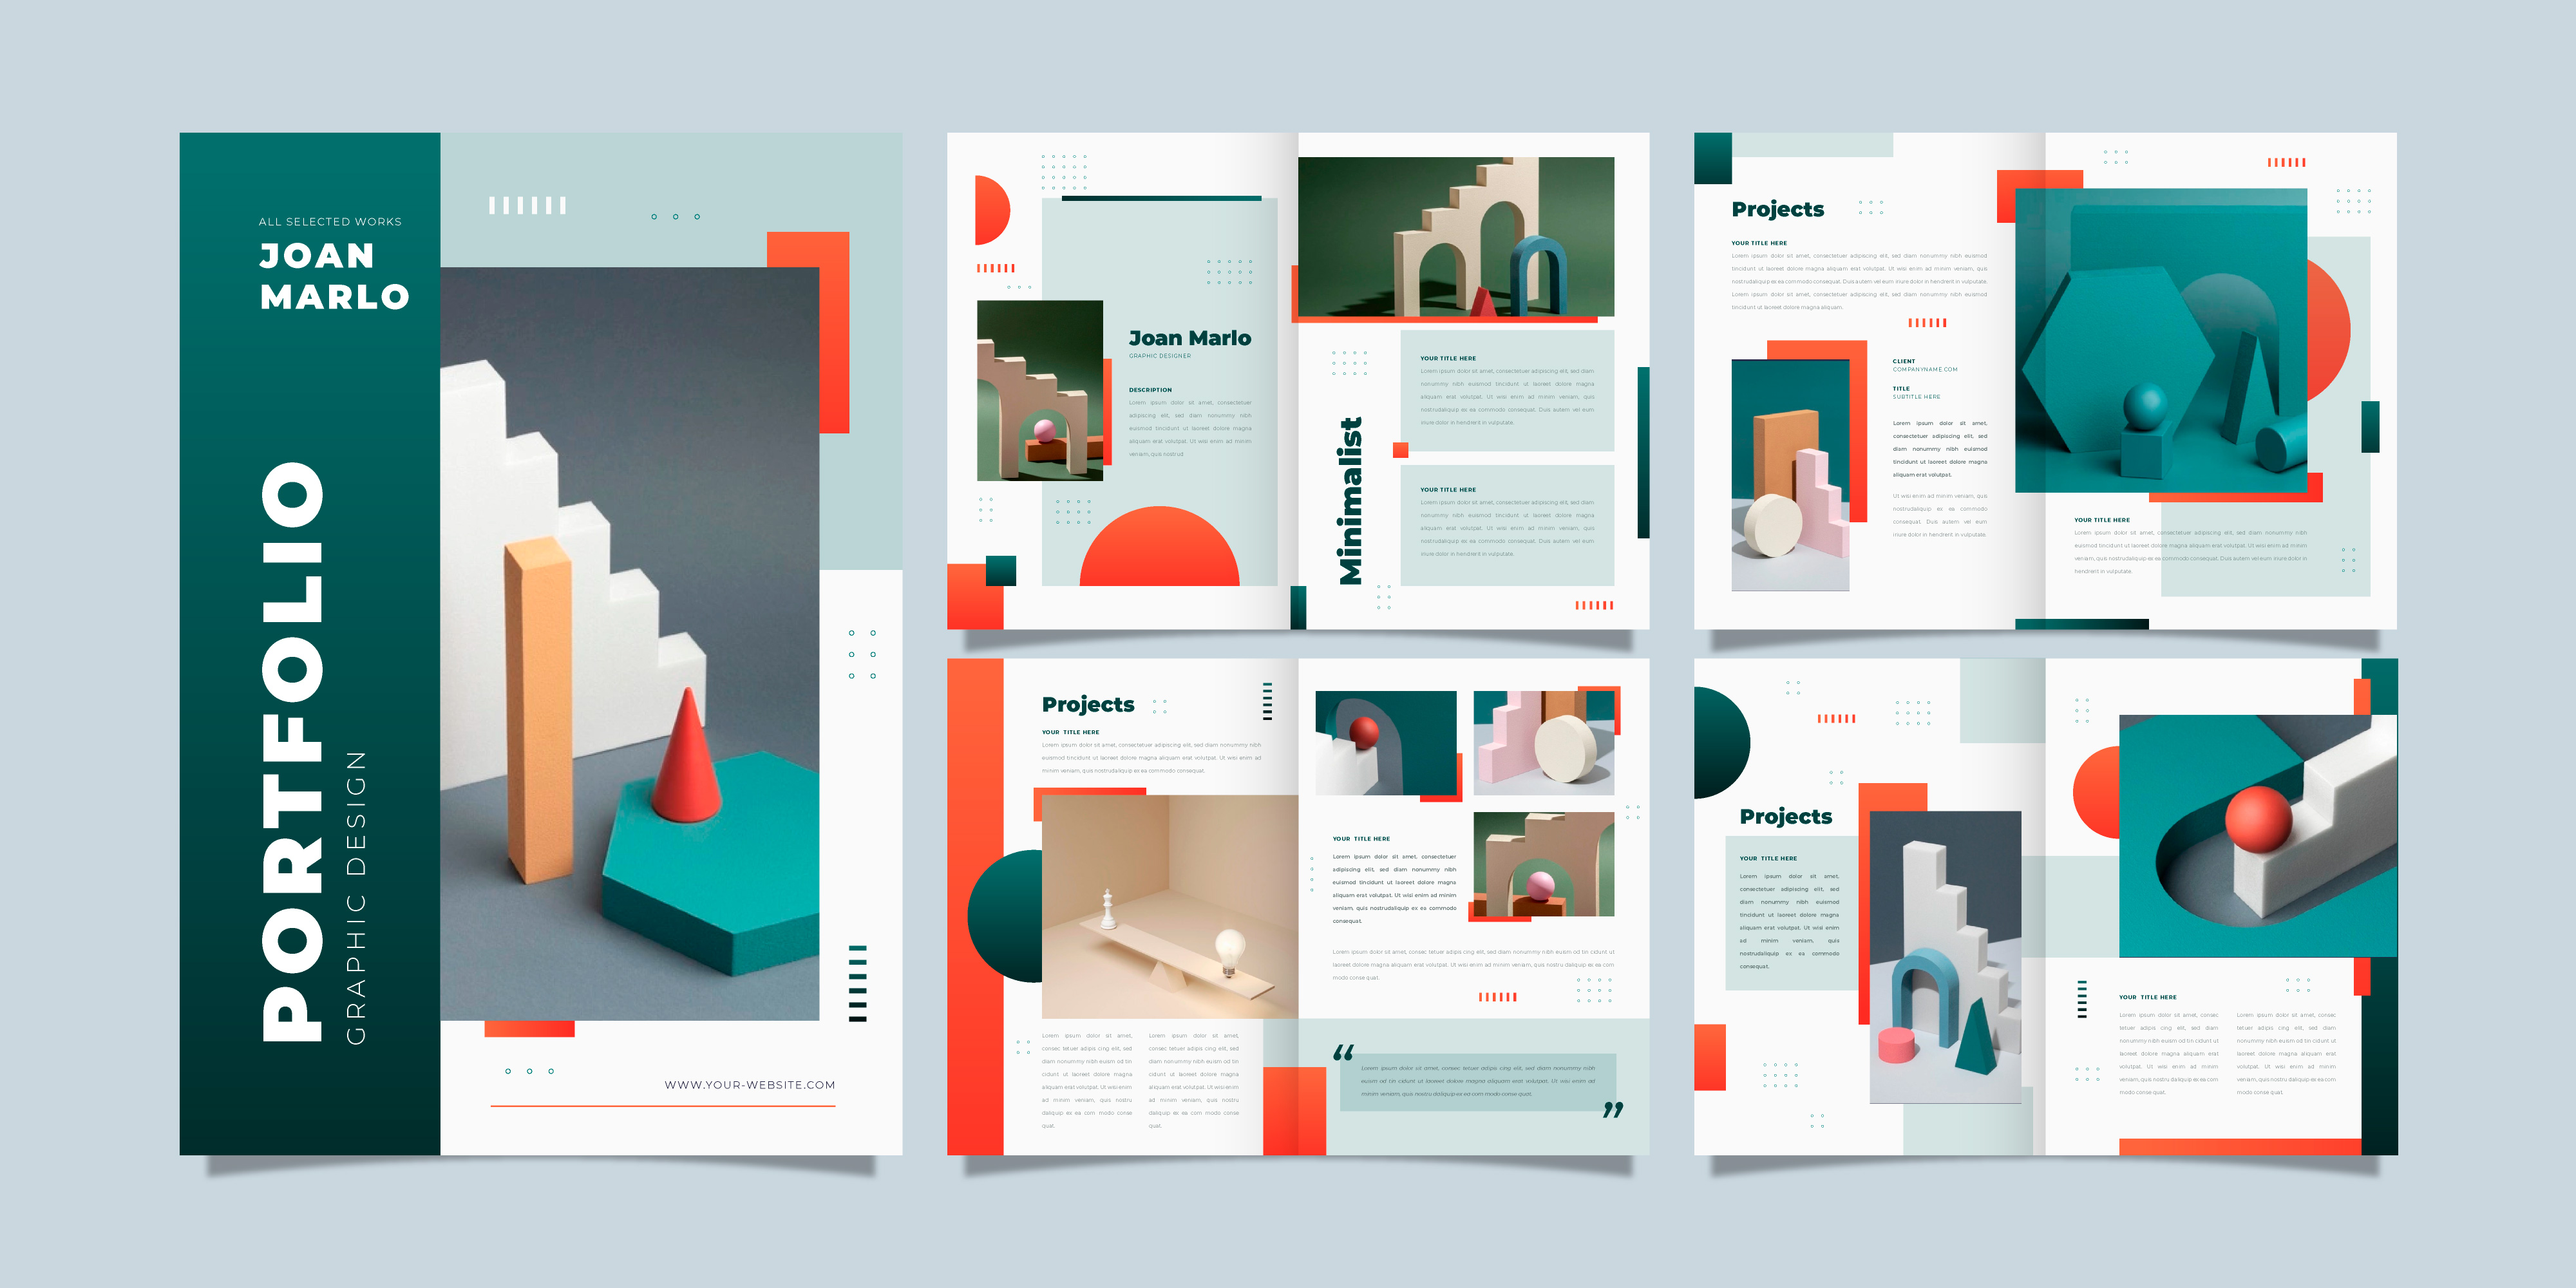 ALL SELECTED WORKS
JOAN
MARLO
PORTFOLIO
GRAPHIC DESIGN
WWW.YOUR-WEBSITE.COM
Joan Marlo
GRAPHIC DESIGNER
DESCRIPTION
Lorem ipsum dolor sit amet, consectetuer
adipiscing elit, sed diam nonummy nibh
euismod tincidunt ut laoreet dolore magna
aliquam erat volutpat. Ut wisi enim ad minim
veniam, quis nostrud
Minimalist
YOUR TITLE HERE
Lorem ipsum dolor sit amet, consectetuer adipiscing elit, sed diam
nonummy nibh euismod tincidunt ut laoreet dolore magna
aliquam erat volutpat. Ut wisi enim ad minim veniam, quis
nostrudaliquip ex ea commodo consequat. Duis autem vel eum
iriure dolor in hendrerit in vulputate.
YOUR TITLE HERE
Lorem ipsum dolor sit amet, consectetuer adipiscing elit, sed diam
nonummy nibh euismod tincidunt ut laoreet dolore magna
aliquam erat volutpat. Ut wisi enim ad minim veniam, quis
nostrudaliquip ex ea commodo consequat. Duis autem vel eum
iriure dolor in hendrerit in vulputate.
Projects
YOUR TITLE HERE
Lorem ipsum dolor sit amet, consectetuer adipiscing elit, sed diam nonummy nibh euismod
tincidunt ut laoreet dolore magna aliquam erat volutpat. Ut wisi enim ad minim veniam, quis
nostrudaliquip ex ea commodo consequat. Duis autem vel eum iriure dolor in hendrerit in vulputate.
Lorem ipsum dolor sit amet, consectetuer adipiscing elit, sed diam nonummy nibh euismod
tincidunt ut laoreet dolore magna aliquam.
CLIENT
COMPANYNAME.COM
TITLE
SUBTITLE HERE
Lorem ipsum dolor sit amet,
consectetuer adipiscing elit, sed
diam nonummy nibh euismod
tincidunt ut laoreet dolore magna
aliquam erat volutpat.
Ut wisi enim ad minim veniam, quis
nostrudaliquip ex ea commodo
consequat. Duis autem vel eum
iriure dolor in hendrerit in vulputate.
YOUR TITLE HERE
Lorem ipsum dolor sit amet, consectetuer adipiscing elit, sed diam nonummy nibh
euismod tincidunt ut laoreet dolore magna aliquam erat volutpat. Ut wisi enim ad minim
veniam, quis nostrudaliquip ex ea commodo consequat. Duis autem vereum iriure dolor in
hendrerit in vulputate.
Projects
YOUR TITLE HERE
Lorem ipsum dolor sit amet, consectetuer adipiscing elit, sed diam nonummy nibh
euismod tincidunt ut laoreet dolore magna aliquam erat volutpat. Ut wisi enim ad
minim veniam, quis nostrudaliquip ex ea commodo consequat.
Lorem ipsum dolor sit amet,
consec tetuer adipis cing elit, sed
diam nonummy nibh euism od tin
cidunt ut laoreet dolore magna
aliquam erat volutpat. Ut wisi enim
ad minim veniam, quis nostru
daliquip ex ea com modo conse
quat.
Lorem ipsum dolor sit amet,
consec tetuer adipis cing elit, sed
diam nonummy nibh euism od tin
cidunt ut laoreet dolore magna
aliquam erat volutpat. Ut wisi enim
ad minim veniam, quis nostru
daliquip ex ea com modo conse
quat.
YOUR TITLE HERE
Lorem ipsum dolor sit amet, consectetuer
adipiscing elit, sed diam nonummy nibh
euismod tincidunt ut laoreet dolore magna
aliquam erat volutpat. Ut wisi enim ad minim
veniam, quis nostrudaliquip ex ea commodo
consequat.
Lorem ipsum dolor sit amet, consec tetuer adipis cing elit, sed diam nonummy nibh euism od tin cidunt ut
laoreet dolore magna aliquam erat volutpat. Ut wisi enim ad minim veniam, quis nostru daliquip ex ea com
modo conse quat.
“
Lorem ipsum dolor sit amet, consec tetuer adipis cing elit, sed diam nonummy nibh
euism od tin cidunt ut laoreet dolore magna aliquam erat volutpat. Ut wisi enim ad
minim veniam, quis nostru daliquip ex ea com modo conse quat.
”
Projects
YOUR TITLE HERE
Lorem ipsum dolor sit amet,
consectetuer adipiscing elit, sed
diam nonummy nibh euismod
tincidunt ut laoreet dolore magna
aliquam erat volutpat. Ut wisi enim
ad minim veniam, quis
nostrudaliquip ex ea commodo
consequat.
YOUR TITLE HERE
Lorem ipsum dolor sit amet, consec
tetuer adipis cing elit, sed diam
nonummy nibh euism od tin cidunt ut
laoreet dolore magna aliquam erat
volutpat. Ut wisi enim ad minim
veniam, quis nostru daliquip ex ea com
modo conse quat.
Lorem ipsum dolor sit amet, consec
tetuer adipis cing elit, sed diam
nonummy nibh euism od tin cidunt ut
laoreet dolore magna aliquam erat
volutpat. Ut wisi enim ad minim
veniam, quis nostru daliquip ex ea com
modo conse quat.